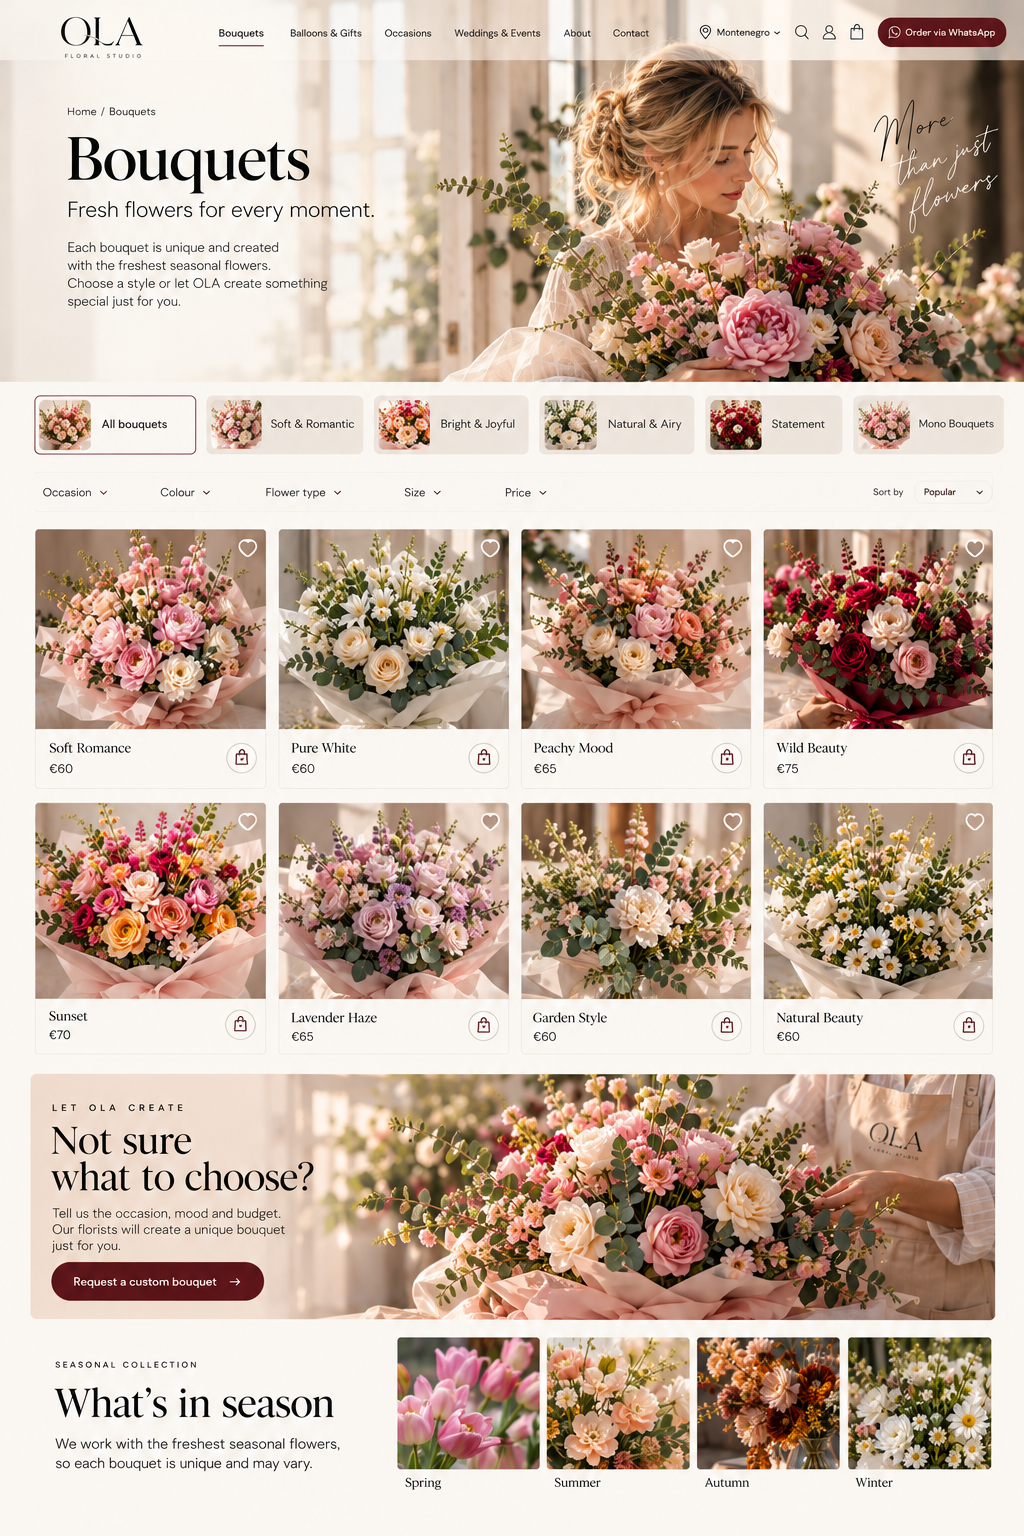 OLA
FLORAL STUDIO
Bouquets
Balloons & Gifts
Occasions
Weddings & Events
About
Contact
Montenegro
Order via WhatsApp
Home / Bouquets
Bouquets
Fresh flowers for every moment.
Each bouquet is unique and created
with the freshest seasonal flowers.
Choose a style or let OLA create something
special just for you.
More
than just
flowers
All bouquets
Soft & Romantic
Bright & Joyful
Natural & Airy
Statement
Mono Bouquets
Occasion
Colour
Flower type
Size
Price
Sort by
Popular
Soft Romance
€60
Pure White
€60
Peachy Mood
€65
Wild Beauty
€75
Sunset
€70
Lavender Haze
€65
Garden Style
€60
Natural Beauty
€60
LET OLA CREATE
Not sure
what to choose?
Tell us the occasion, mood and budget.
Our florists will create a unique bouquet
just for you.
Request a custom bouquet →
OLA
FLORAL STUDIO
SEASONAL COLLECTION
What's in season
We work with the freshest seasonal flowers,
so each bouquet is unique and may vary.
Spring
Summer
Autumn
Winter